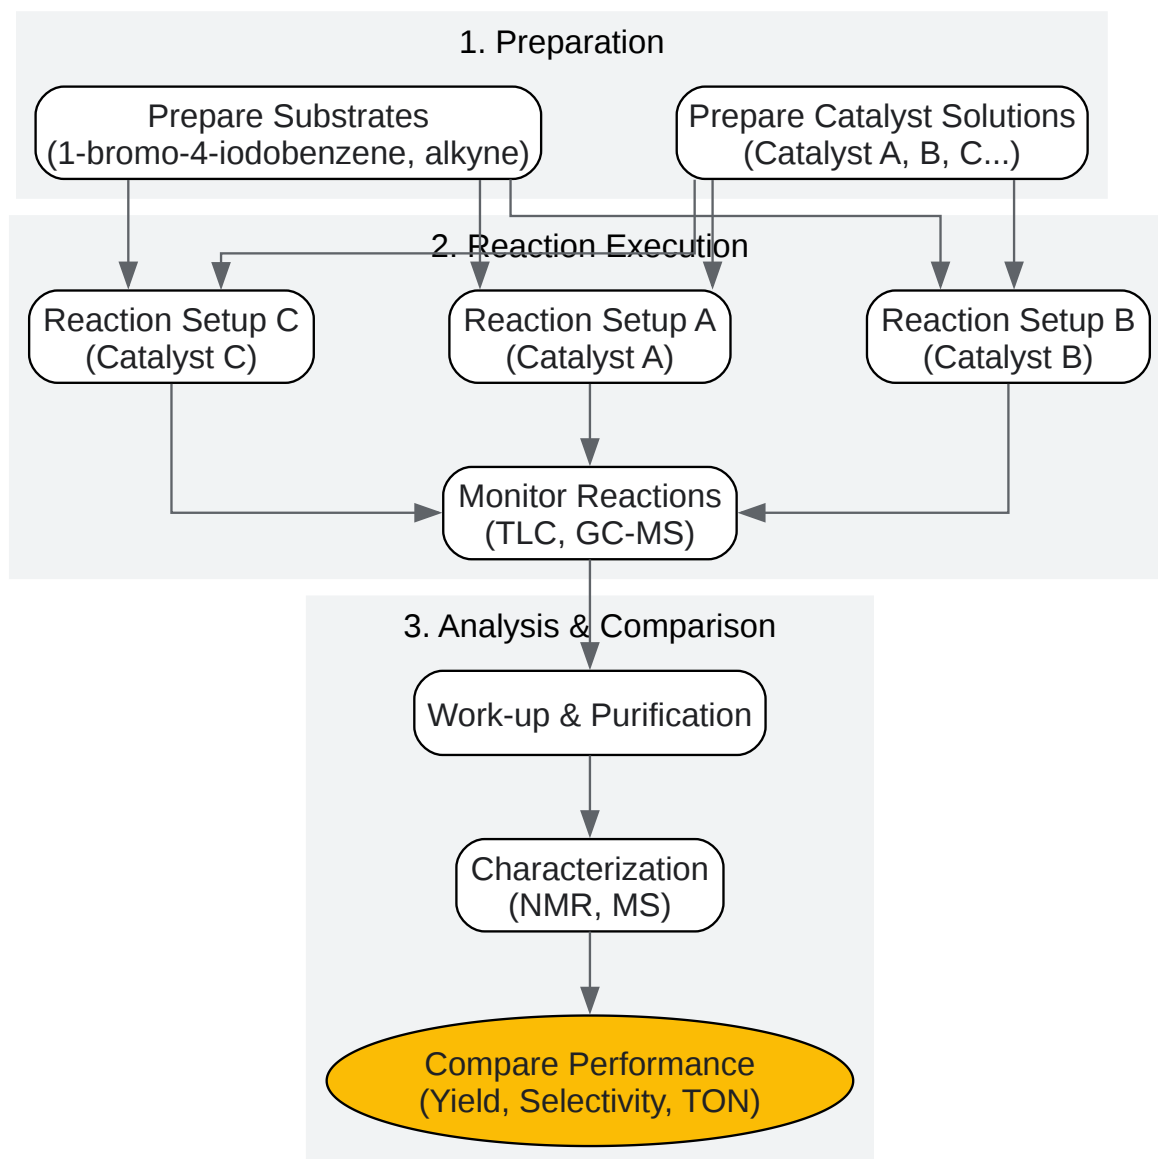 1. Preparation
Prepare Substrates
(1-bromo-4-iodobenzene, alkyne)
Prepare Catalyst Solutions
(Catalyst A, B, C...)
2. Reaction Execution
Reaction Setup C
(Catalyst C)
Reaction Setup A
(Catalyst A)
Reaction Setup B
(Catalyst B)
Monitor Reactions
(TLC, GC-MS)
3. Analysis & Comparison
Work-up & Purification
Characterization
(NMR, MS)
Compare Performance
(Yield, Selectivity, TON)